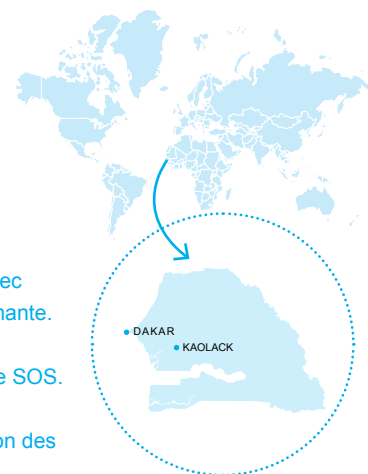 ec
nante.
DAKAR
KAOLACK
e SOS.
on des